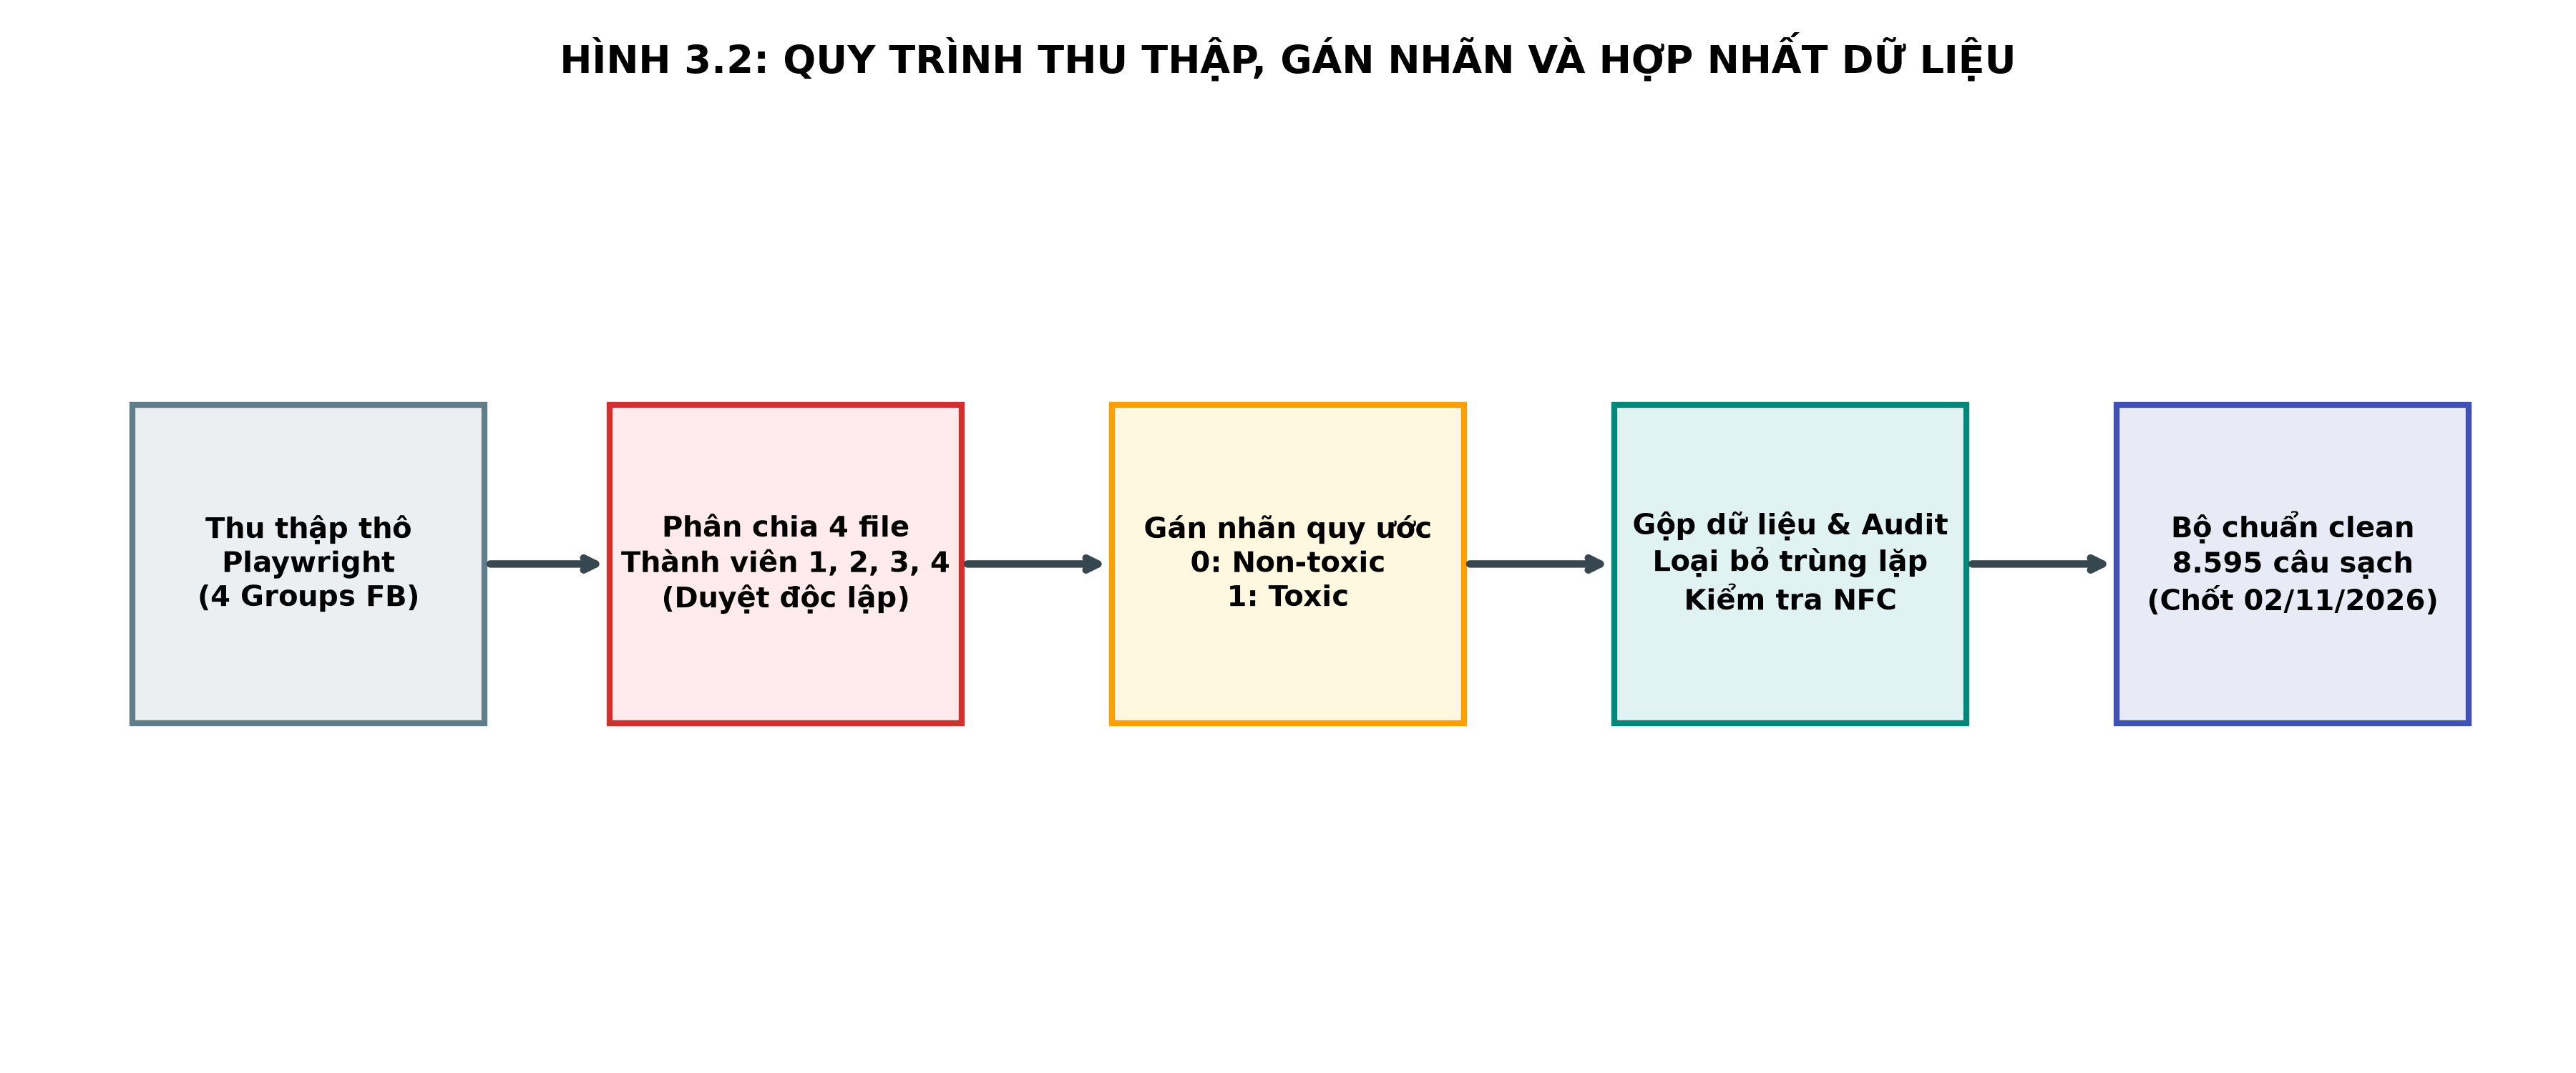 HÌNH 3.2: QUY TRÌNH THU THẬP, GÁN NHÃN VÀ HỢP NHẤT DỮ LIỆU
Thu thập thô
Playwright
(4 Groups FB)
Phân chia 4 file
Thành viên 1, 2, 3, 4
(Duyệt độc lập)
Gán nhãn quy ước
0: Non-toxic
1: Toxic
Gộp dữ liệu & Audit
Loại bỏ trùng lặp
Kiểm tra NFC
Bộ chuẩn clean
8.595 câu sạch
(Chốt 02/11/2026)